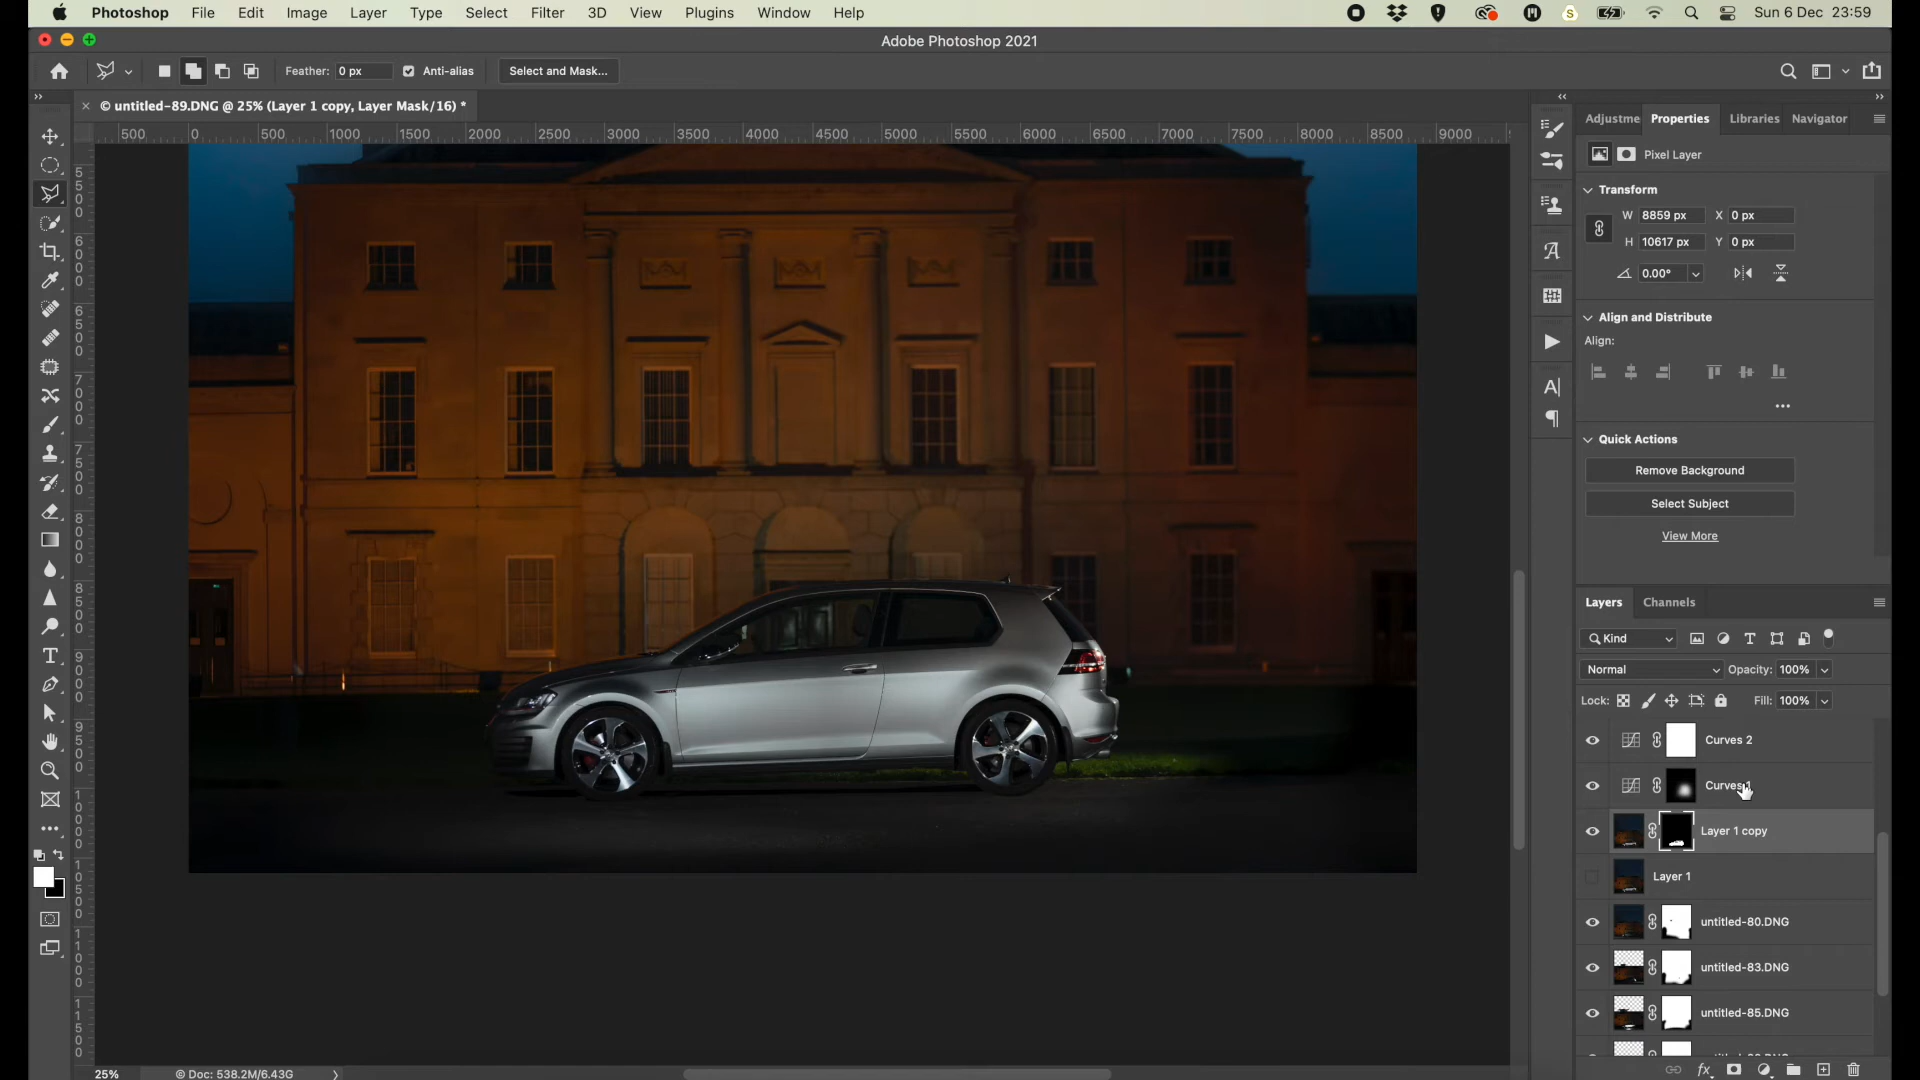 Photoshop File Edit Image Layer Type Select Filter 3D View Plugins Window Help Sun 6 Dec 23:59
Adobe Photoshop 2021
Feather: 0 px Anti-alias Select and Mask...
© untitled-89.DNG @ 25% (Layer 1 copy, Layer Mask/16) *
500 0 500 1000 1500 2000 2500 3000 3500 4000 4500 5000 5500 6000 6500 7000 7500 8000 8500 9000
Adjustme Properties Libraries Navigator
Pixel Layer
Transform
W 8859 px X 0 px
H 10617 px Y 0 px
0.00°
Align and Distribute
Align:
Quick Actions
Remove Background
Select Subject
View More
Layers Channels
Kind
Normal Opacity: 100%
Lock: Fill: 100%
Curves 2
Curves 1
Layer 1 copy
Layer 1
untitled-80.DNG
untitled-83.DNG
untitled-85.DNG
25% © Doc: 538.2M/6.43G